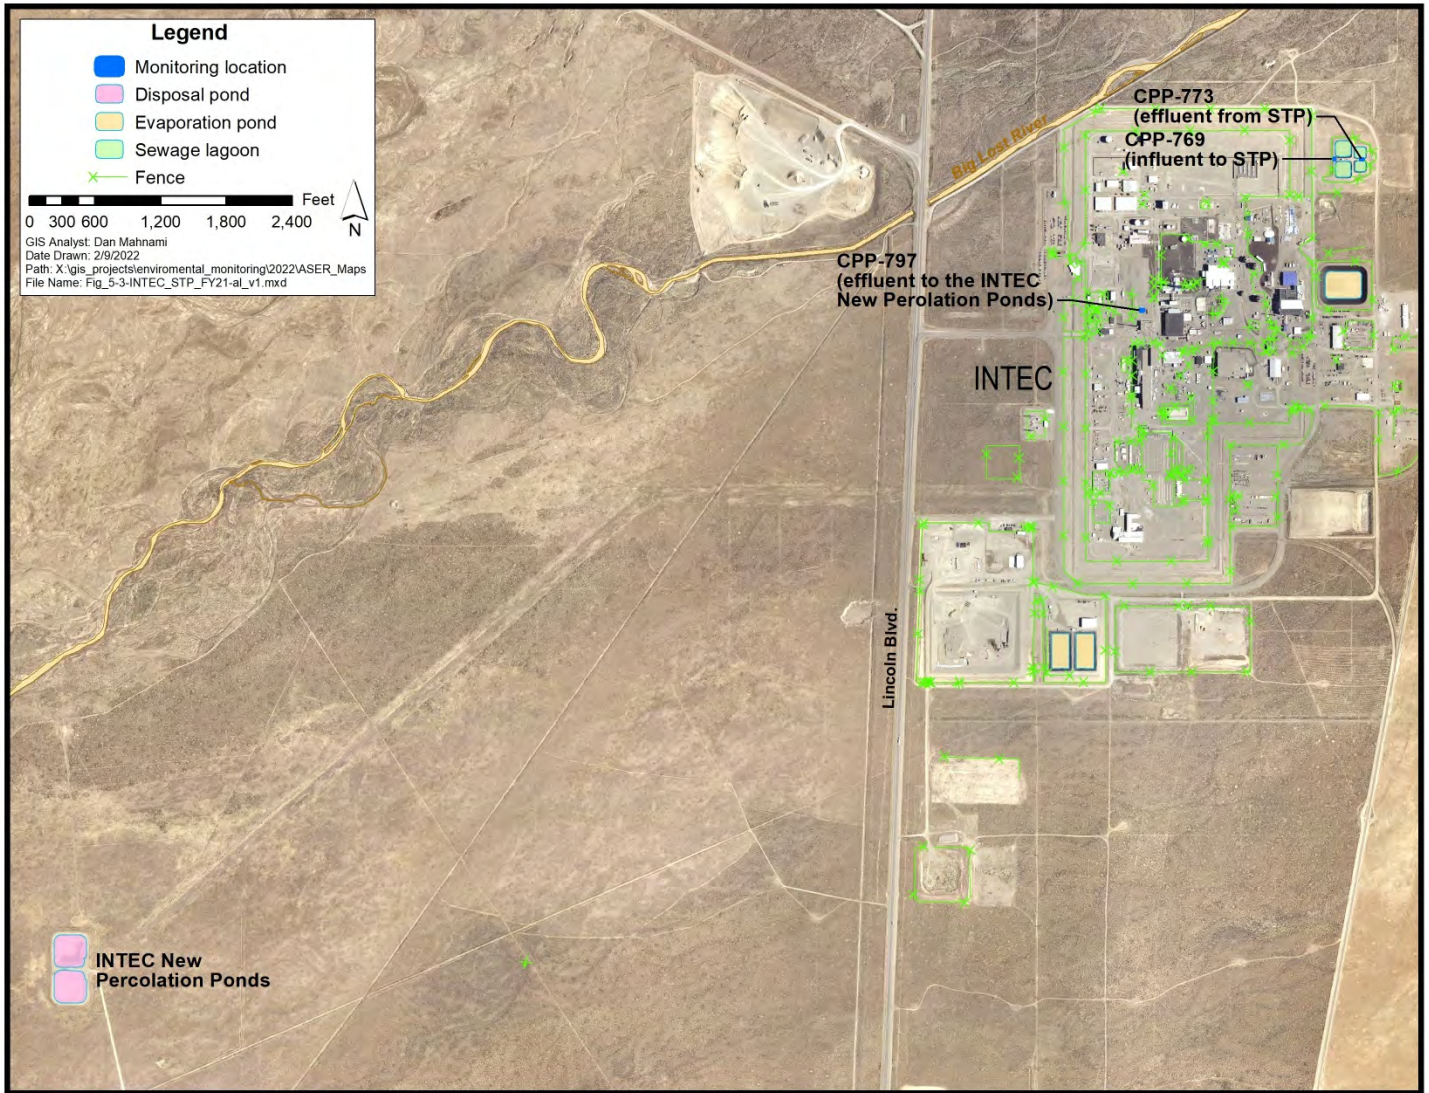 Legend
Monitoring location
Disposal pond
Evaporation pond
Sewage lagoon
Fence
Feet
0 300 600 1,200 1,800 2,400
N
GIS Analyst: Dan Mahnami
Date Drawn: 2/9/2022
Path: X:\gis_projects\enviromental_monitoring\2022\ASER_Maps
File Name: Fig_5-3-INTEC_STP_FY21-al_v1.mxd
CPP-773
(effluent from STP)
CPP-769
(influent to STP)
Big Lost River
CPP-797
(effluent to the INTEC
New Perolation Ponds)
INTEC
Lincoln Blvd.
INTEC New
Percolation Ponds